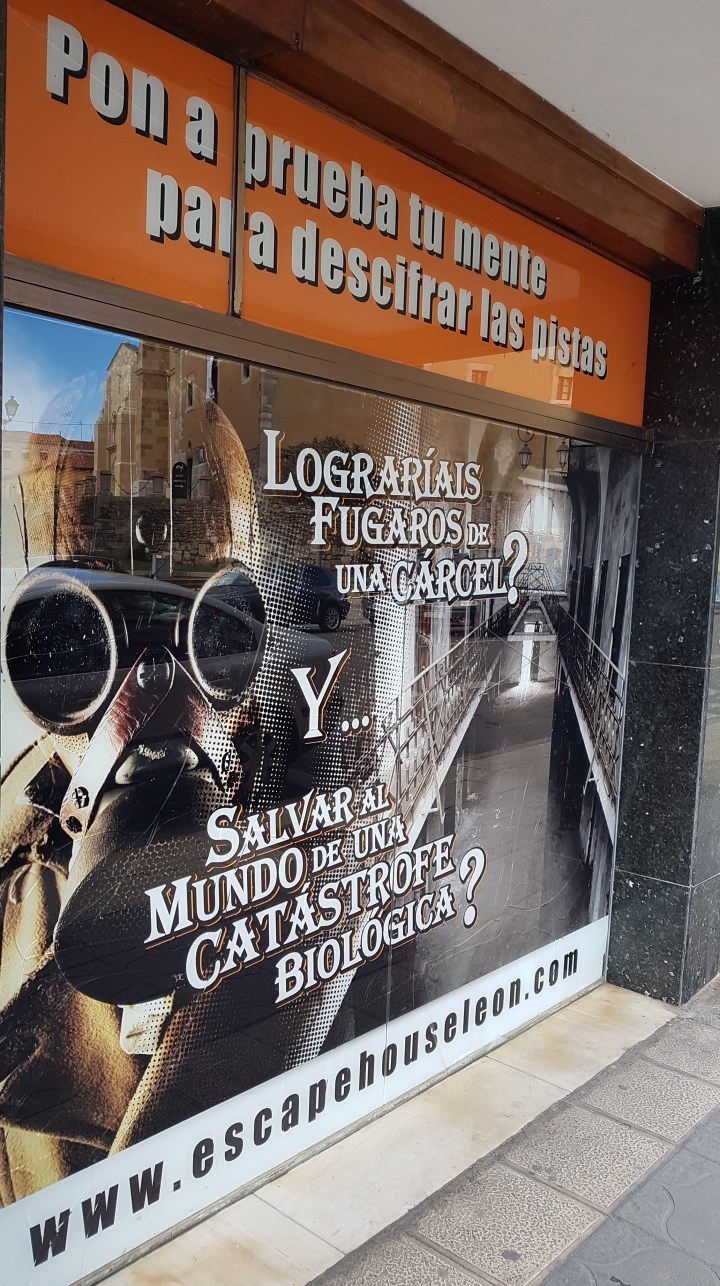 Pon a prueba tu mente
para descifrar las pistas
LOGRARÍAIS
FUGAROS DE
UNA CÁRCEL?
Y...
SALVAR AL
MUNDO DE UNA
CATÁSTROFE
BIOLÓGICA?
www.escapehouseleon.com